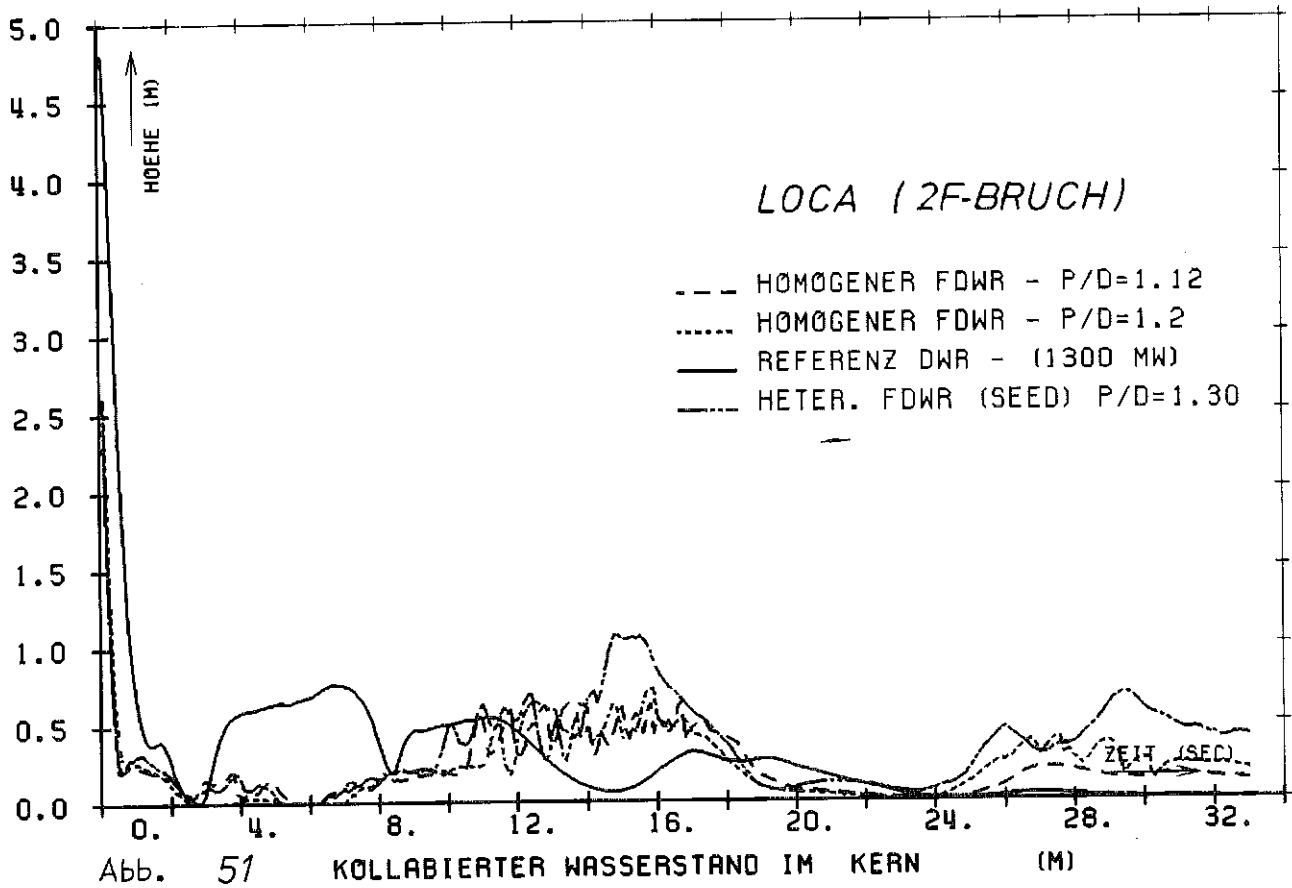 5.0
4.5
4.0
3.5
3.0
2.5
2.0
1.5
1.0
0.5
0.0
HOEHE (M)
LOCA (2F-BRUCH)
HOMOGENER FDWR - P/D=1.12
HOMOGENER FDWR - P/D=1.2
REFERENZ DWR - (1300 MW)
HETER. FDWR (SEED) P/D=1.30
ZEIT (SEC)
0. 4. 8. 12. 16. 20. 24. 28. 32.
Abb. 51 KOLLABIERTER WASSERSTAND IM KERN (M)